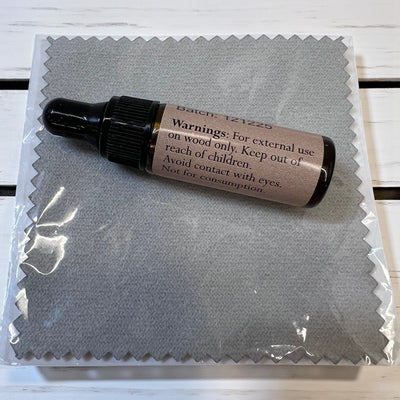 Batch: 121225
Warnings: For external use
on wood only. Keep out of
reach of children.
Avoid contact with eyes.
Not for consumption.